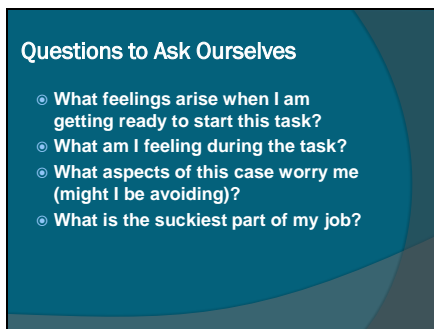 Questions to Ask Ourselves
What feelings arise when I am
getting ready to start this task?
What am I feeling during the task?
What aspects of this case worry me
(might I be avoiding)?
What is the suckiest part of my job?